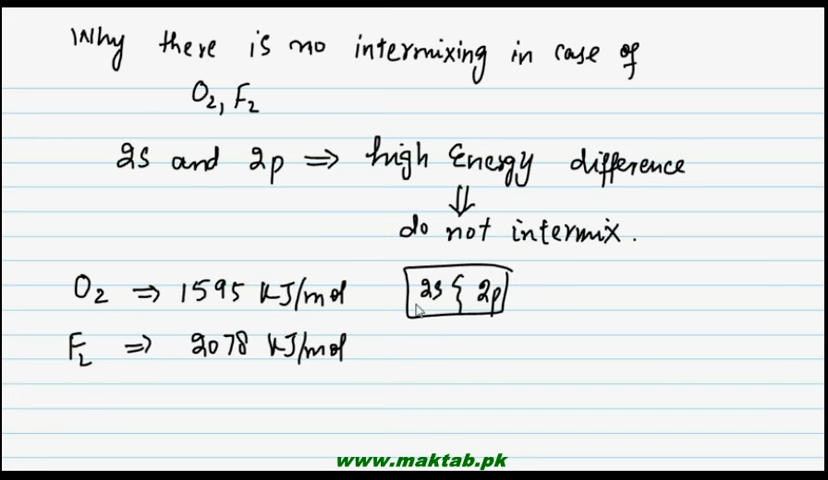 Why there is no intermixing in case of
O₂, F₂
2s and 2p ⇒ high Energy difference
⇓
do not intermix.
O₂ ⇒ 1595 KJ/mol 2s { 2p
F₂ ⇒ 2078 KJ/mol
www.maktab.pk